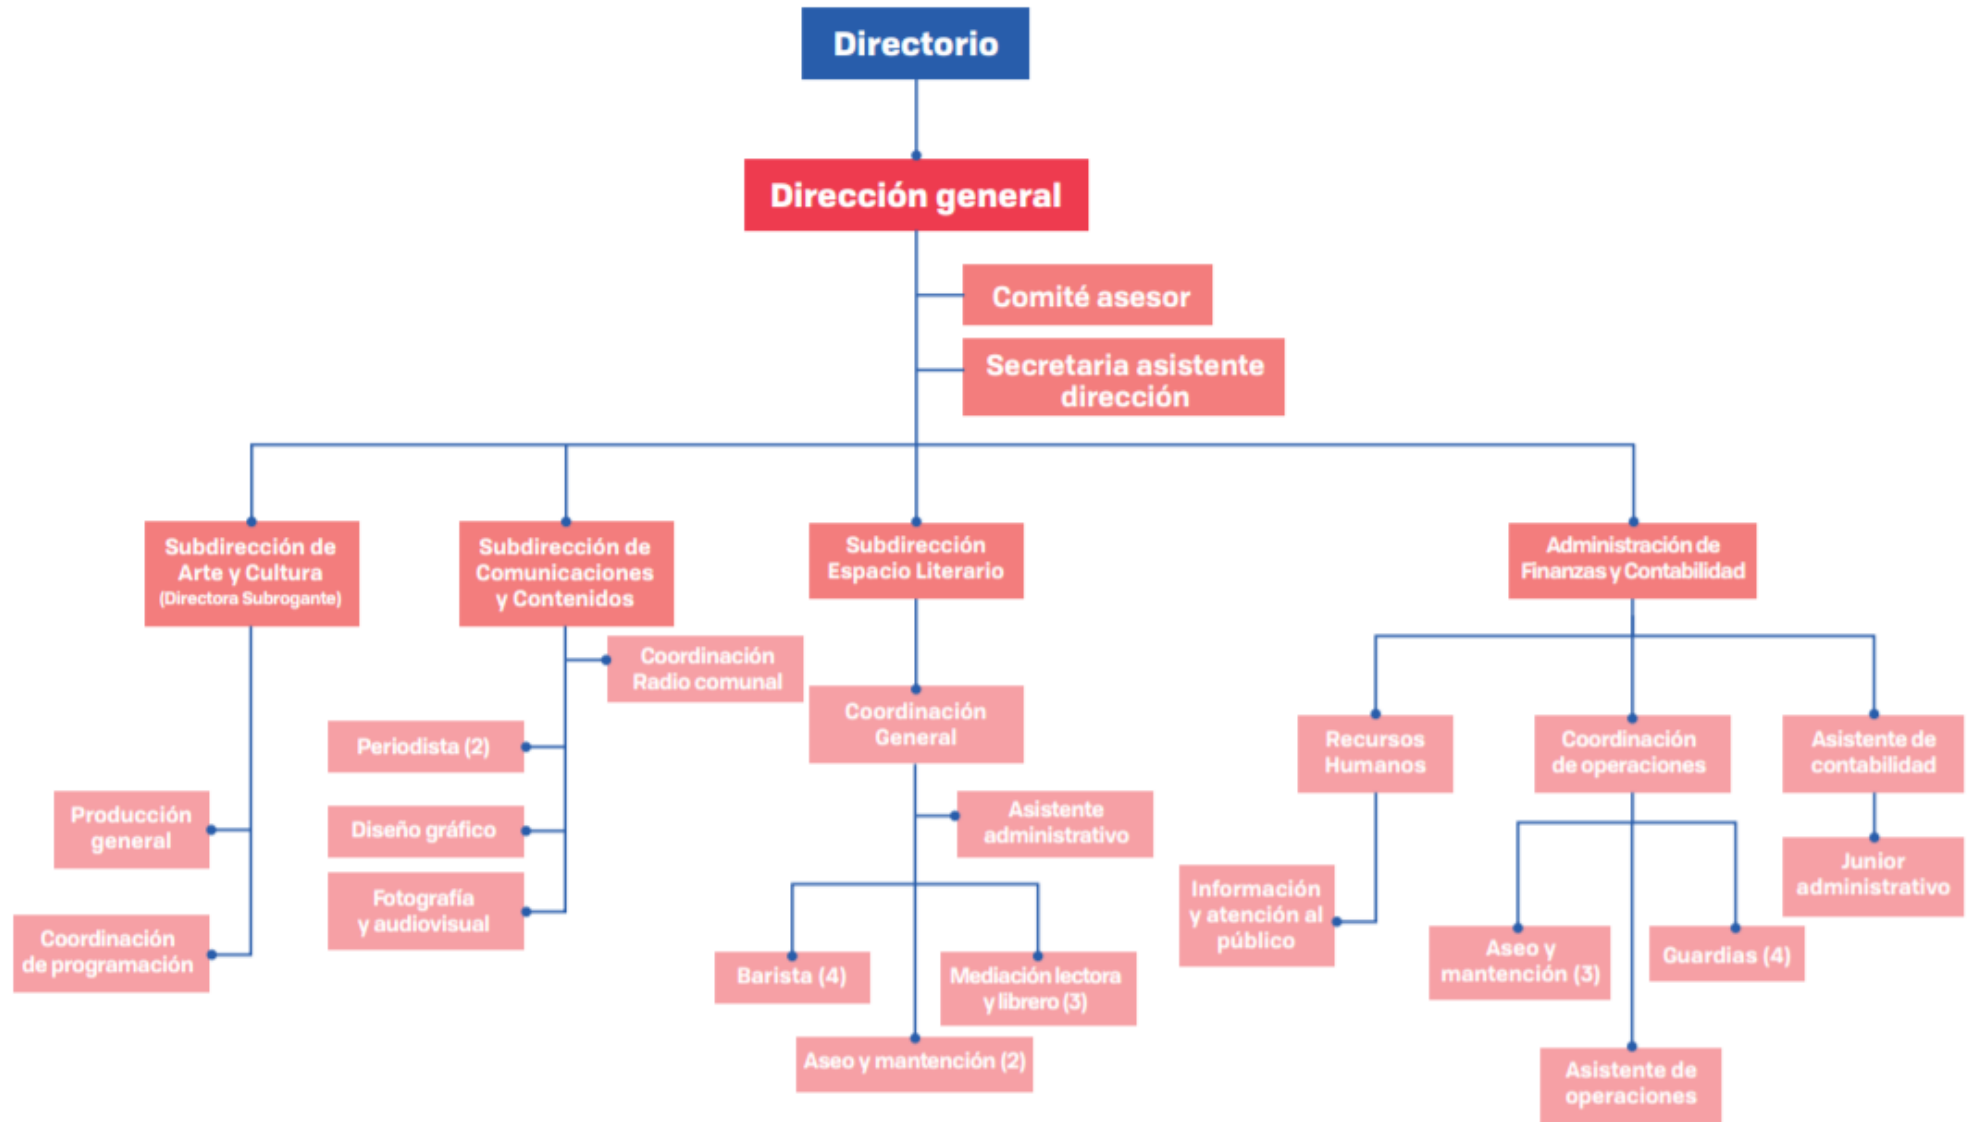 Directorio
Dirección general
Comité asesor
Secretaria asistente
dirección
Subdirección de
Arte y Cultura
(Directora Subrogante)
Subdirección de
Comunicaciones
y Contenidos
Subdirección
Espacio Literario
Administración de
Finanzas y Contabilidad
Producción
general
Coordinación
de programación
Coordinación
Radio comunal
Periodista (2)
Diseño gráfico
Fotografía
y audiovisual
Coordinación
General
Asistente
administrativo
Barista (4)
Mediación lectora
y librero (3)
Aseo y mantención (2)
Recursos
Humanos
Información
y atención al
público
Coordinación
de operaciones
Aseo y
mantención (3)
Guardias (4)
Asistente de
operaciones
Asistente de
contabilidad
Junior
administrativo